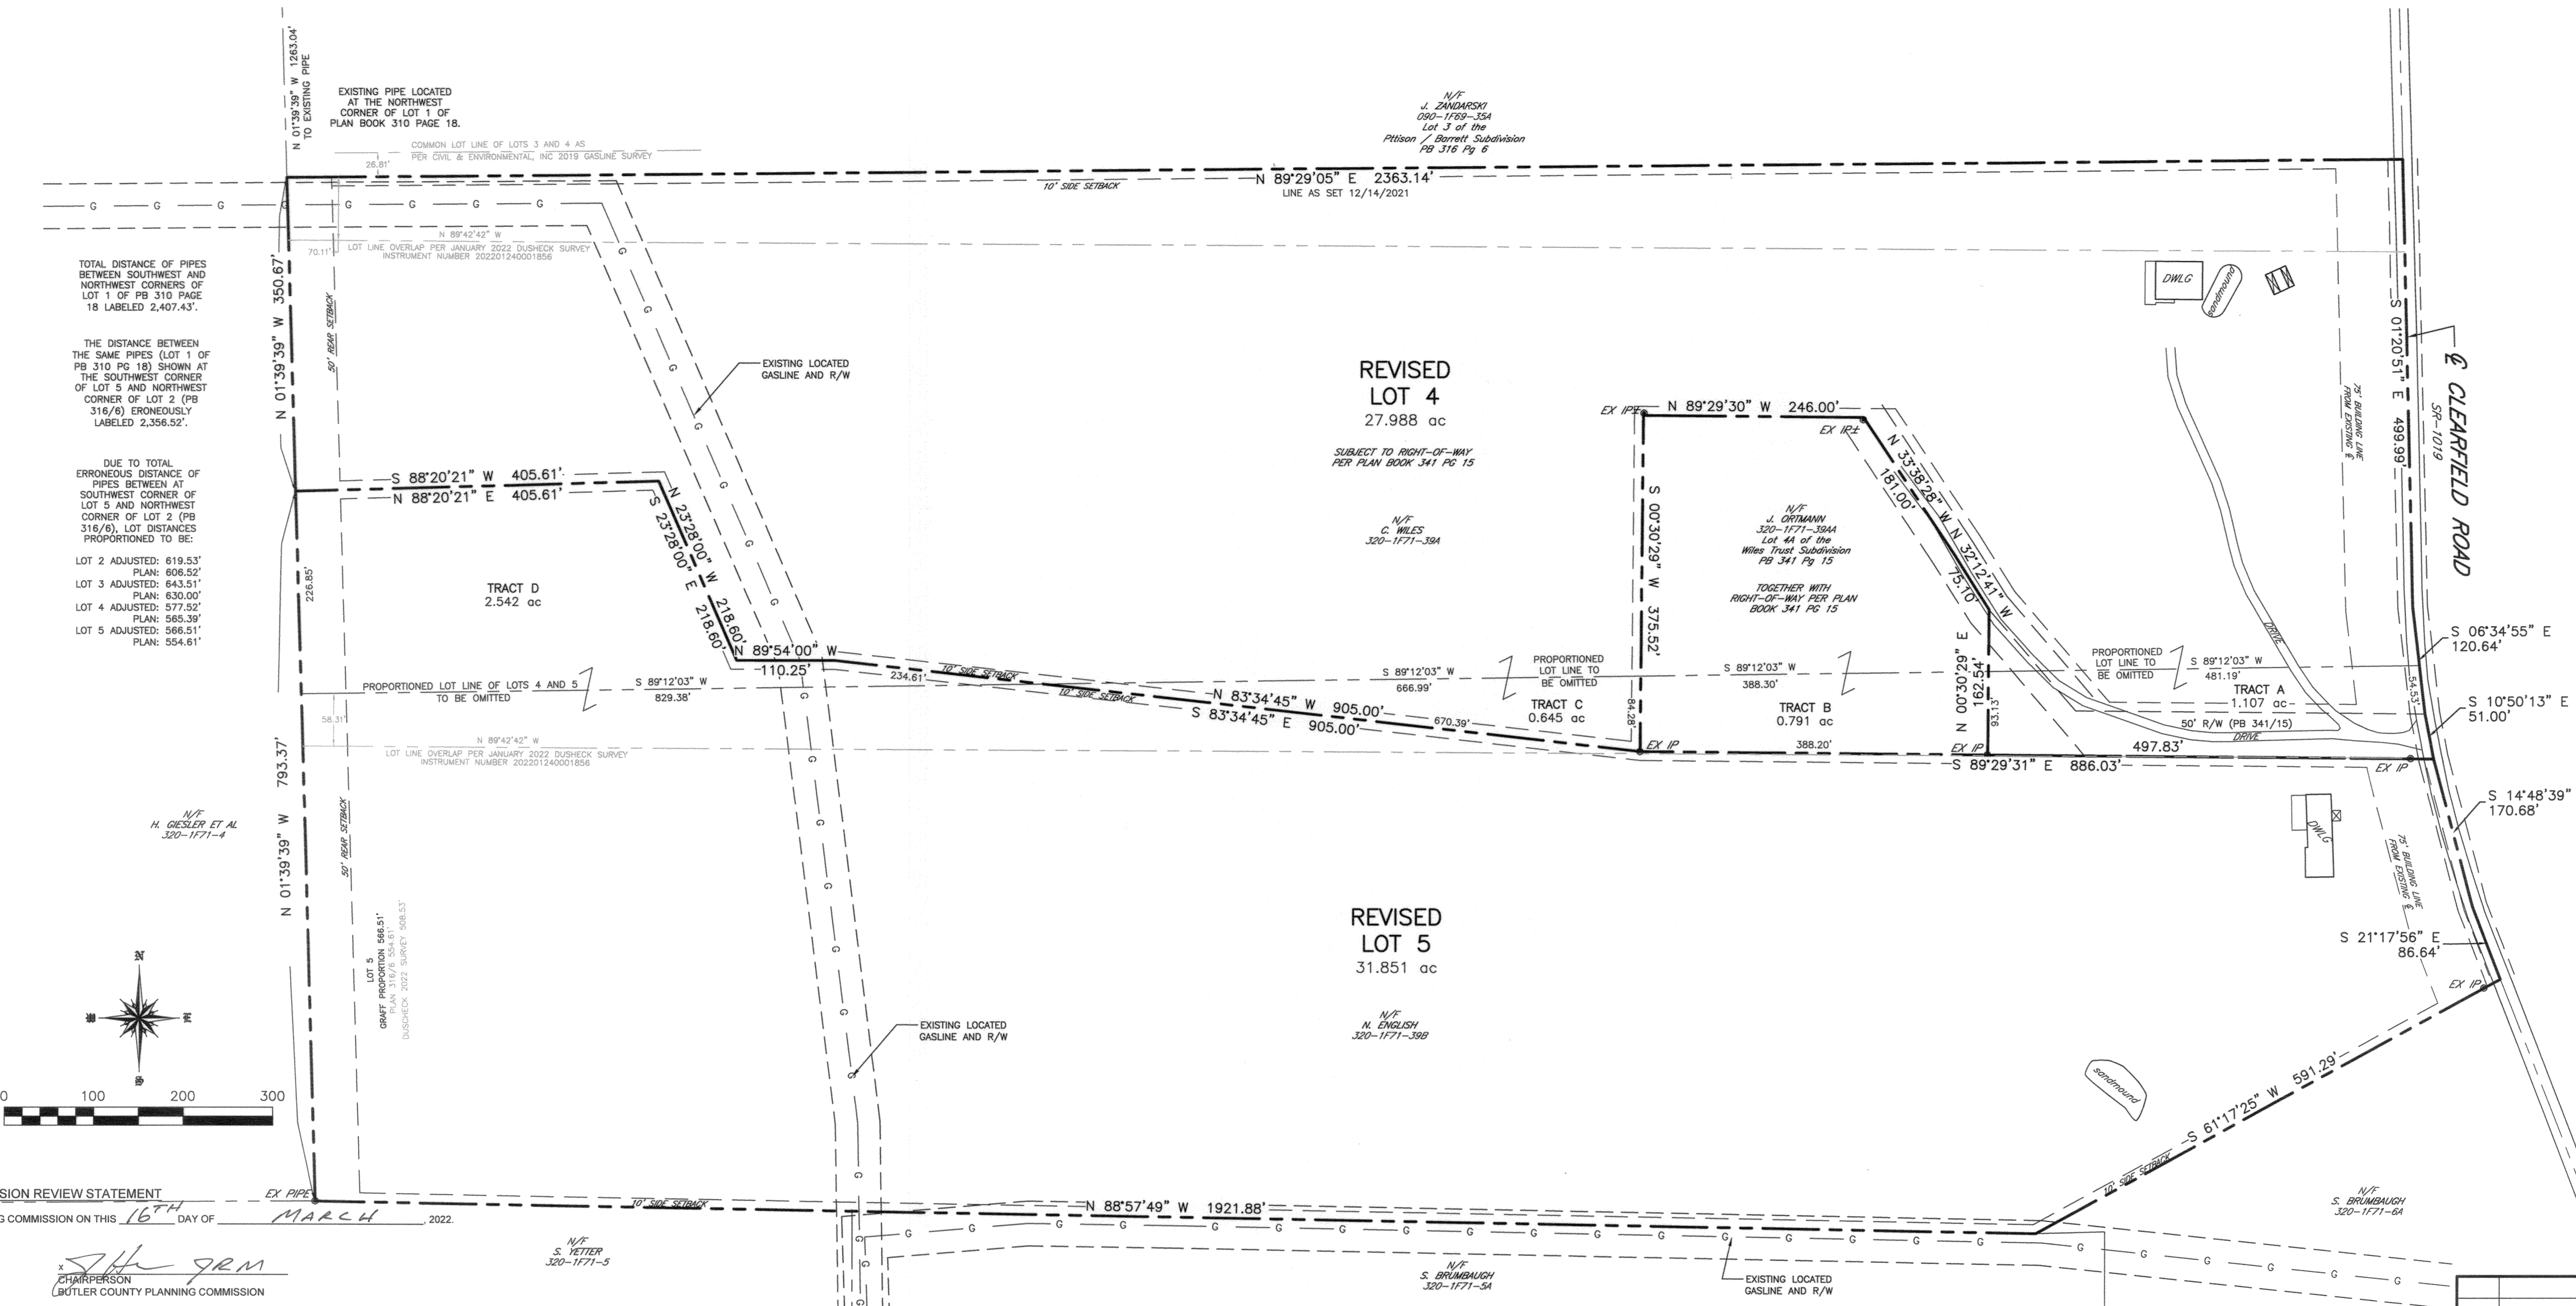 N 01°39'39" W 1263.04'
TO EXISTING PIPE
EXISTING PIPE LOCATED
AT THE NORTHWEST
CORNER OF LOT 1 OF
PLAN BOOK 310 PAGE 18.
COMMON LOT LINE OF LOTS 3 AND 4 AS
PER CIVIL & ENVIRONMENTAL, INC 2019 GASLINE SURVEY
26.81'
N/F
J. ZANDARSKI
090-1F69-35A
Lot 3 of the
Pttison / Barrett Subdivision
PB 316 Pg 6
10' SIDE SETBACK
N 89°29'05" E 2363.14'
LINE AS SET 12/14/2021
G G G G G G G G
N 89°42'42" W
70.11'
LOT LINE OVERLAP PER JANUARY 2022 DUSHECK SURVEY
INSTRUMENT NUMBER 202201240001856
TOTAL DISTANCE OF PIPES
BETWEEN SOUTHWEST AND
NORTHWEST CORNERS OF
LOT 1 OF PB 310 PAGE
18 LABELED 2,407.43'.
THE DISTANCE BETWEEN
THE SAME PIPES (LOT 1 OF
PB 310 PG 18) SHOWN AT
THE SOUTHWEST CORNER
OF LOT 5 AND NORTHWEST
CORNER OF LOT 2 (PB
316/6) ERONEOUSLY
LABELED 2,356.52'.
DUE TO TOTAL
ERRONEOUS DISTANCE OF
PIPES BETWEEN AT
SOUTHWEST CORNER OF
LOT 5 AND NORTHWEST
CORNER OF LOT 2 (PB
316/6), LOT DISTANCES
PROPORTIONED TO BE:
LOT 2 ADJUSTED: 619.53'
PLAN: 606.52'
LOT 3 ADJUSTED: 643.51'
PLAN: 630.00'
LOT 4 ADJUSTED: 577.52'
PLAN: 565.39'
LOT 5 ADJUSTED: 566.51'
PLAN: 554.61'
N 01°39'39" W 350.67'
50' REAR SETBACK
EXISTING LOCATED
GASLINE AND R/W
S 88°20'21" W 405.61'
N 88°20'21" E 405.61'
N 23°28'00" W 218.60'
S 23°28'00" E 218.60'
226.85'
TRACT D
2.542 ac
N 89°54'00" W
110.25'
REVISED
LOT 4
27.988 ac
SUBJECT TO RIGHT-OF-WAY
PER PLAN BOOK 341 PG 15
N/F
C. WILES
320-1F71-39A
EX IP±
N 89°29'30" W 246.00'
EX IP±
S 00°30'29" W 375.52'
N 33°38'28" W
181.00'
N 32°12'41" W
75.10'
N/F
J. ORTMANN
320-1F71-39AA
Lot 4A of the
Wiles Trust Subdivision
PB 341 Pg 15
TOGETHER WITH
RIGHT-OF-WAY PER PLAN
BOOK 341 PG 15
N 00°30'29" E
162.54'
DWLG
sandmound
75' BUILDING LINE
FROM EXISTING ℄
S 01°20'51" E 499.99'
℄ CLEARFIELD ROAD
SR-1019
DRIVE
S 06°34'55" E
120.64'
S 10°50'13" E
51.00'
S 14°48'39"
170.68'
S 21°17'56" E
86.64'
PROPORTIONED LOT LINE OF LOTS 4 AND 5
TO BE OMITTED
S 89°12'03" W
829.38'
234.61'
10' SIDE SETBACK
10' SIDE SETBACK
N 83°34'45" W 905.00'
S 83°34'45" E 905.00'
670.39'
S 89°12'03" W
666.99'
PROPORTIONED
LOT LINE TO
BE OMITTED
TRACT C
0.645 ac
84.28'
S 89°12'03" W
388.30'
TRACT B
0.791 ac
93.13'
PROPORTIONED
LOT LINE TO
BE OMITTED
S 89°12'03" W
481.19'
TRACT A
1.107 ac
54.53'
50' R/W (PB 341/15)
DRIVE
EX IP
388.20'
EX IP
497.83'
S 89°29'31" E 886.03'
EX IP
58.31'
N 89°42'42" W
LOT LINE OVERLAP PER JANUARY 2022 DUSHECK SURVEY
INSTRUMENT NUMBER 202201240001856
N 01°39'39" W 793.37'
N/F
H. GIESLER ET AL
320-1F71-4
50' REAR SETBACK
LOT 5
GRAFF PROPORTION 566.51'
PLAN 316/6 554.61'
DUSCHECK 2022 SURVEY 508.53'
REVISED
LOT 5
31.851 ac
N/F
N. ENGLISH
320-1F71-39B
EXISTING LOCATED
GASLINE AND R/W
DWLG
75' BUILDING LINE
FROM EXISTING ℄
EX IP
S 61°17'25" W 591.29'
10' SIDE SETBACK
sandmound
N
S
0 100 200 300
SION REVIEW STATEMENT
G COMMISSION ON THIS 16TH DAY OF MARCH, 2022.
x JRM
CHAIRPERSON
BUTLER COUNTY PLANNING COMMISSION
EX PIPE
10' SIDE SETBACK
N 88°57'49" W 1921.88'
N/F
S. YETTER
320-1F71-5
N/F
S. BRUMBAUGH
320-1F71-5A
EXISTING LOCATED
GASLINE AND R/W
N/F
S. BRUMBAUGH
320-1F71-6A